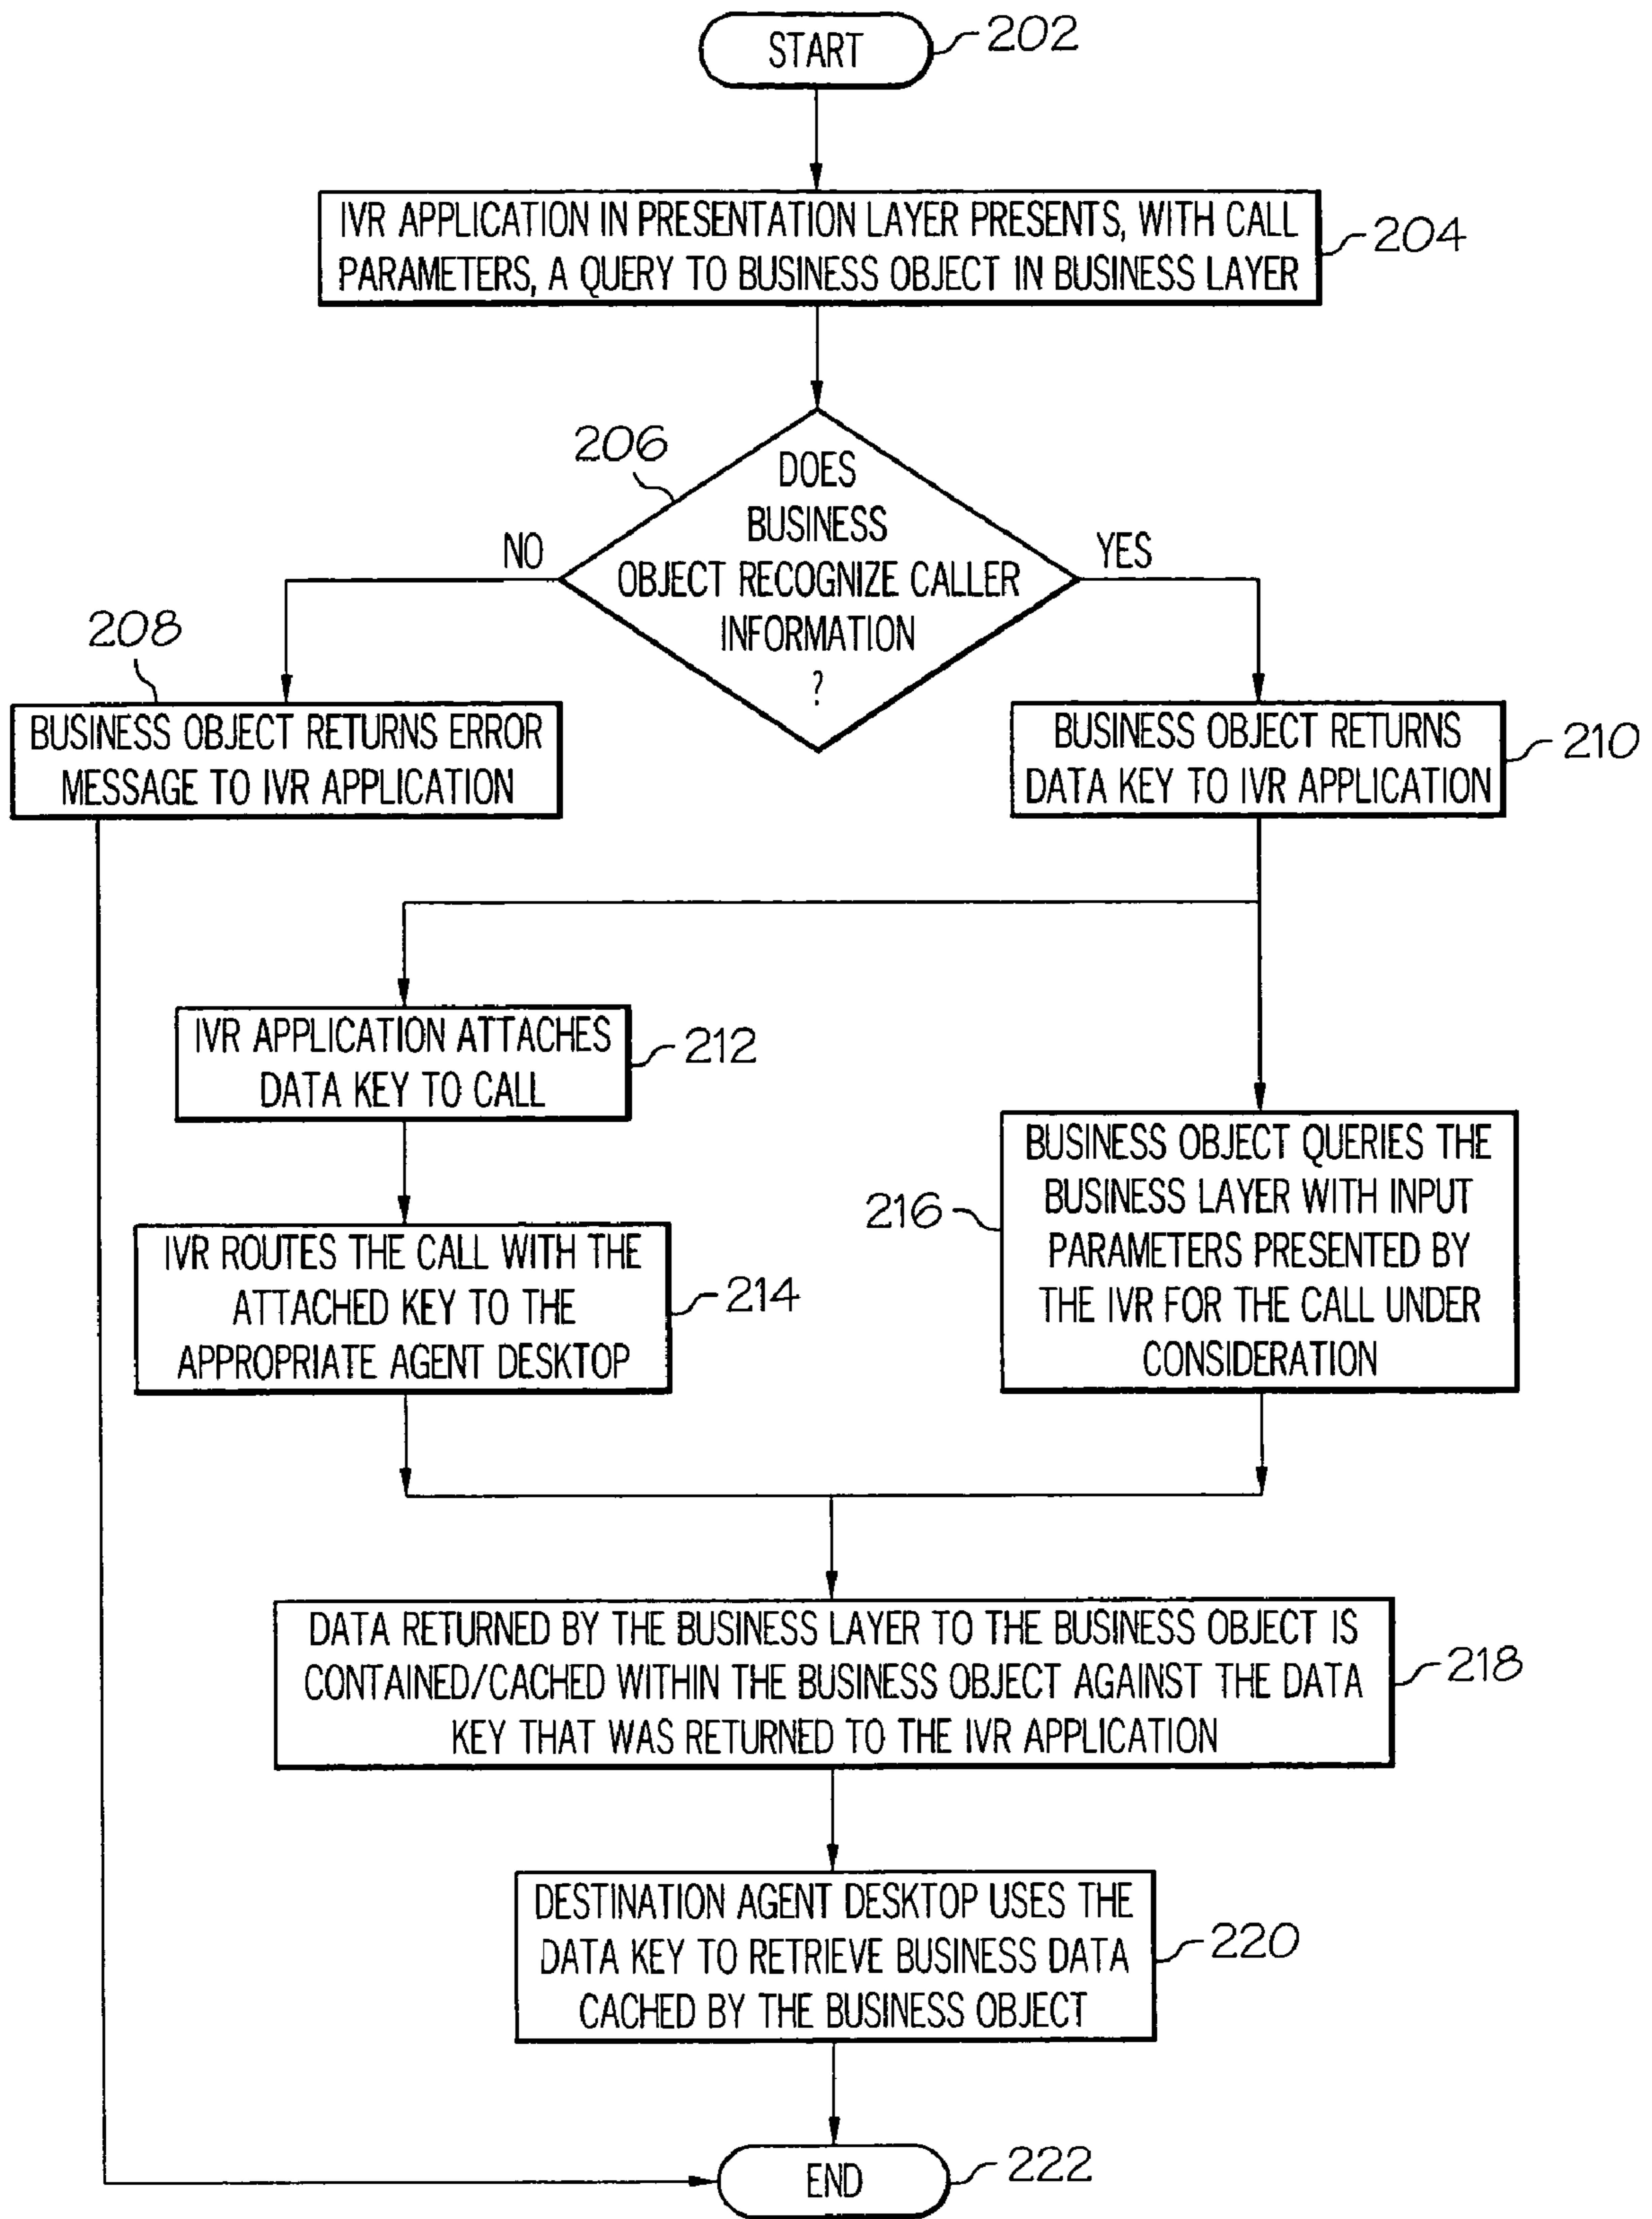 START
202
IVR APPLICATION IN PRESENTATION LAYER PRESENTS, WITH CALL
PARAMETERS, A QUERY TO BUSINESS OBJECT IN BUSINESS LAYER
204
206
DOES
BUSINESS
OBJECT RECOGNIZE CALLER
INFORMATION
?
NO
YES
208
BUSINESS OBJECT RETURNS ERROR
MESSAGE TO IVR APPLICATION
BUSINESS OBJECT RETURNS
DATA KEY TO IVR APPLICATION
210
IVR APPLICATION ATTACHES
DATA KEY TO CALL
212
IVR ROUTES THE CALL WITH THE
ATTACHED KEY TO THE
APPROPRIATE AGENT DESKTOP
214
216
BUSINESS OBJECT QUERIES THE
BUSINESS LAYER WITH INPUT
PARAMETERS PRESENTED BY
THE IVR FOR THE CALL UNDER
CONSIDERATION
DATA RETURNED BY THE BUSINESS LAYER TO THE BUSINESS OBJECT IS
CONTAINED/CACHED WITHIN THE BUSINESS OBJECT AGAINST THE DATA
KEY THAT WAS RETURNED TO THE IVR APPLICATION
218
DESTINATION AGENT DESKTOP USES THE
DATA KEY TO RETRIEVE BUSINESS DATA
CACHED BY THE BUSINESS OBJECT
220
END
222